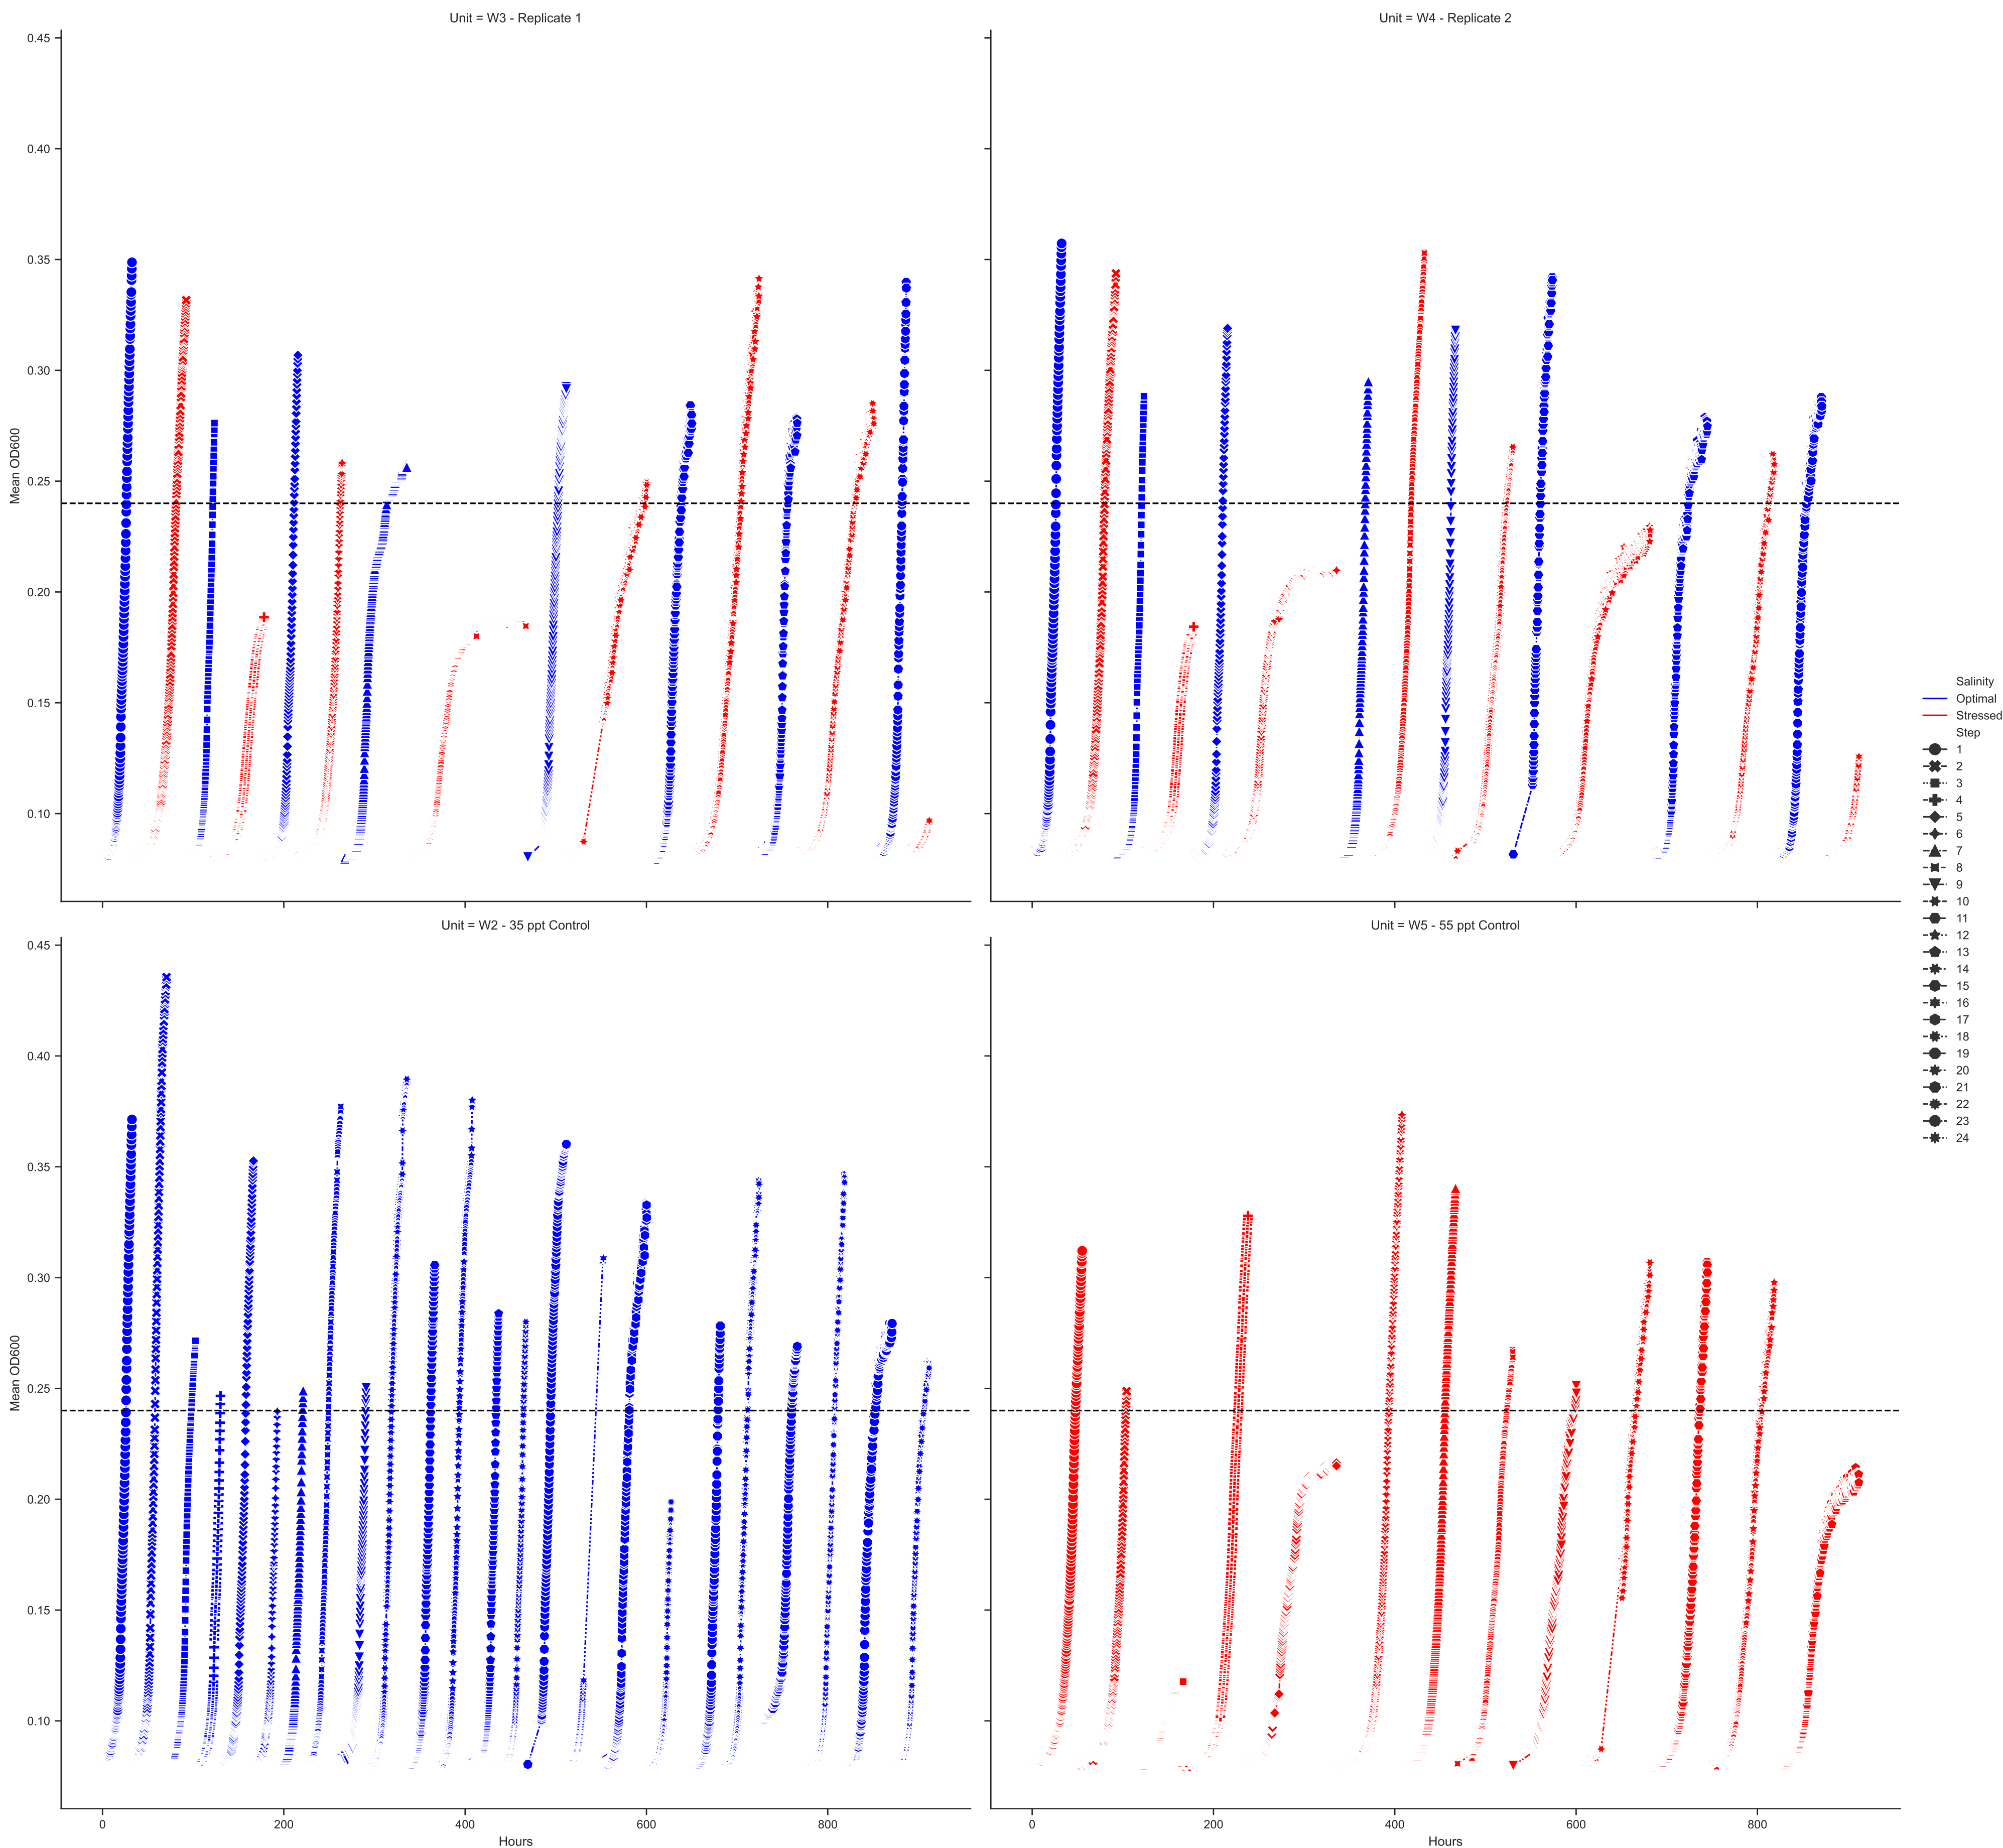 Unit = W3 - Replicate 1
Unit = W4 - Replicate 2
0.45
0.40
0.35
0.30
0.25
0.20
0.15
0.10
Mean OD600
Unit = W2 - 35 ppt Control
Unit = W5 - 55 ppt Control
0.45
0.40
0.35
0.30
0.25
0.20
0.15
0.10
Mean OD600
0 200 400 600 800
Hours
0 200 400 600 800
Hours
Salinity
Optimal
Stressed
Step
1
2
3
4
5
6
7
8
9
10
11
12
13
14
15
16
17
18
19
20
21
22
23
24